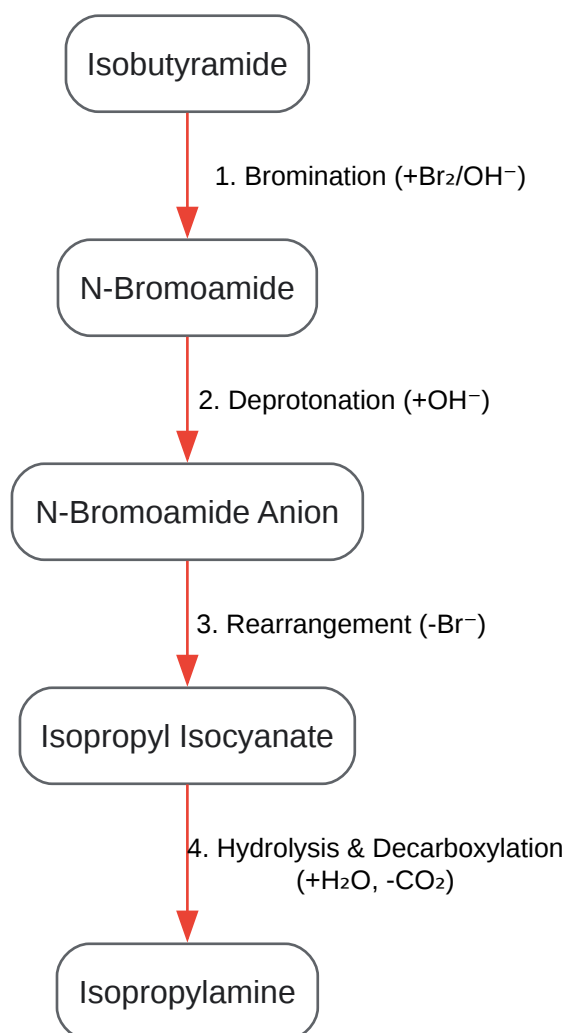 Isobutyramide
1. Bromination (+Br₂/OH⁻)
N-Bromoamide
2. Deprotonation (+OH⁻)
N-Bromoamide Anion
3. Rearrangement (-Br⁻)
Isopropyl Isocyanate
4. Hydrolysis & Decarboxylation
(+H₂O, -CO₂)
Isopropylamine